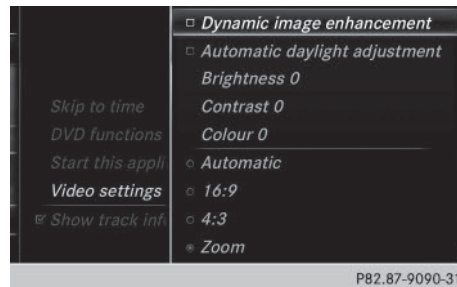 Dynamic image enhancement
Automatic daylight adjustment
Brightness 0
Contrast 0
Colour 0
Automatic
16:9
4:3
Zoom
Skip to time
DVD functions
Start this appli
Video settings
Show track inf
P82.87-9090-31